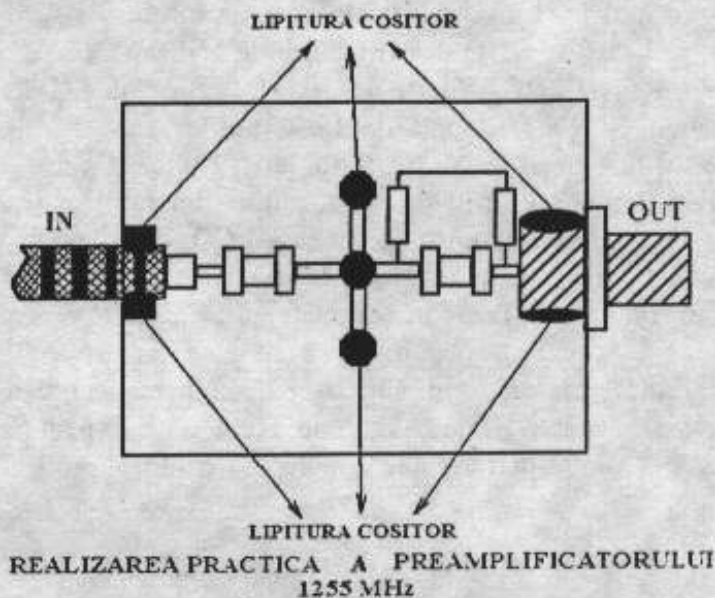 LIPITURA COSITOR
IN
OUT
LIPITURA COSITOR
REALIZAREA PRACTICA A PREAMPLIFICATORULUI
1255 MHz